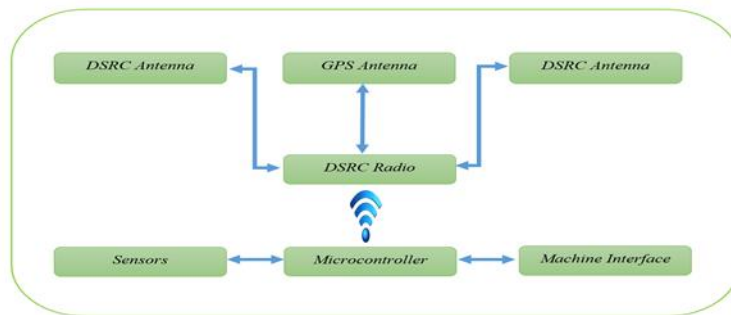 DSRC Antenna
GPS Antenna
DSRC Antenna
DSRC Radio
Sensors
Microcontroller
Machine Interface